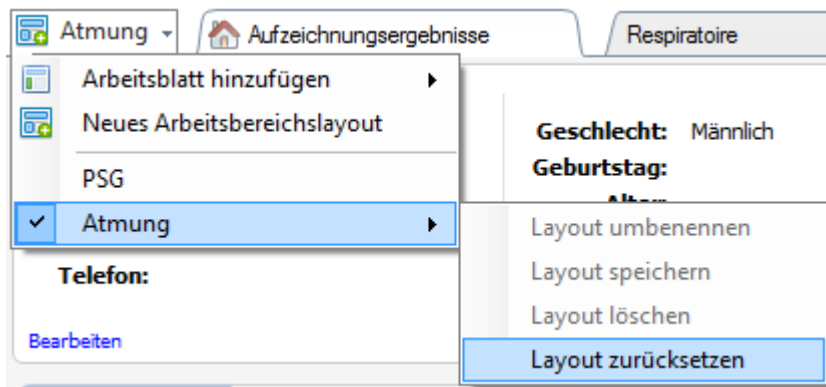 Atmung
Aufzeichnungsergebnisse
Respiratoire
Arbeitsblatt hinzufügen
Neues Arbeitsbereichslayout
PSG
Atmung
Geschlecht: Männlich
Geburtstag:
Layout umbenennen
Layout speichern
Layout löschen
Layout zurücksetzen
Telefon:
Bearbeiten